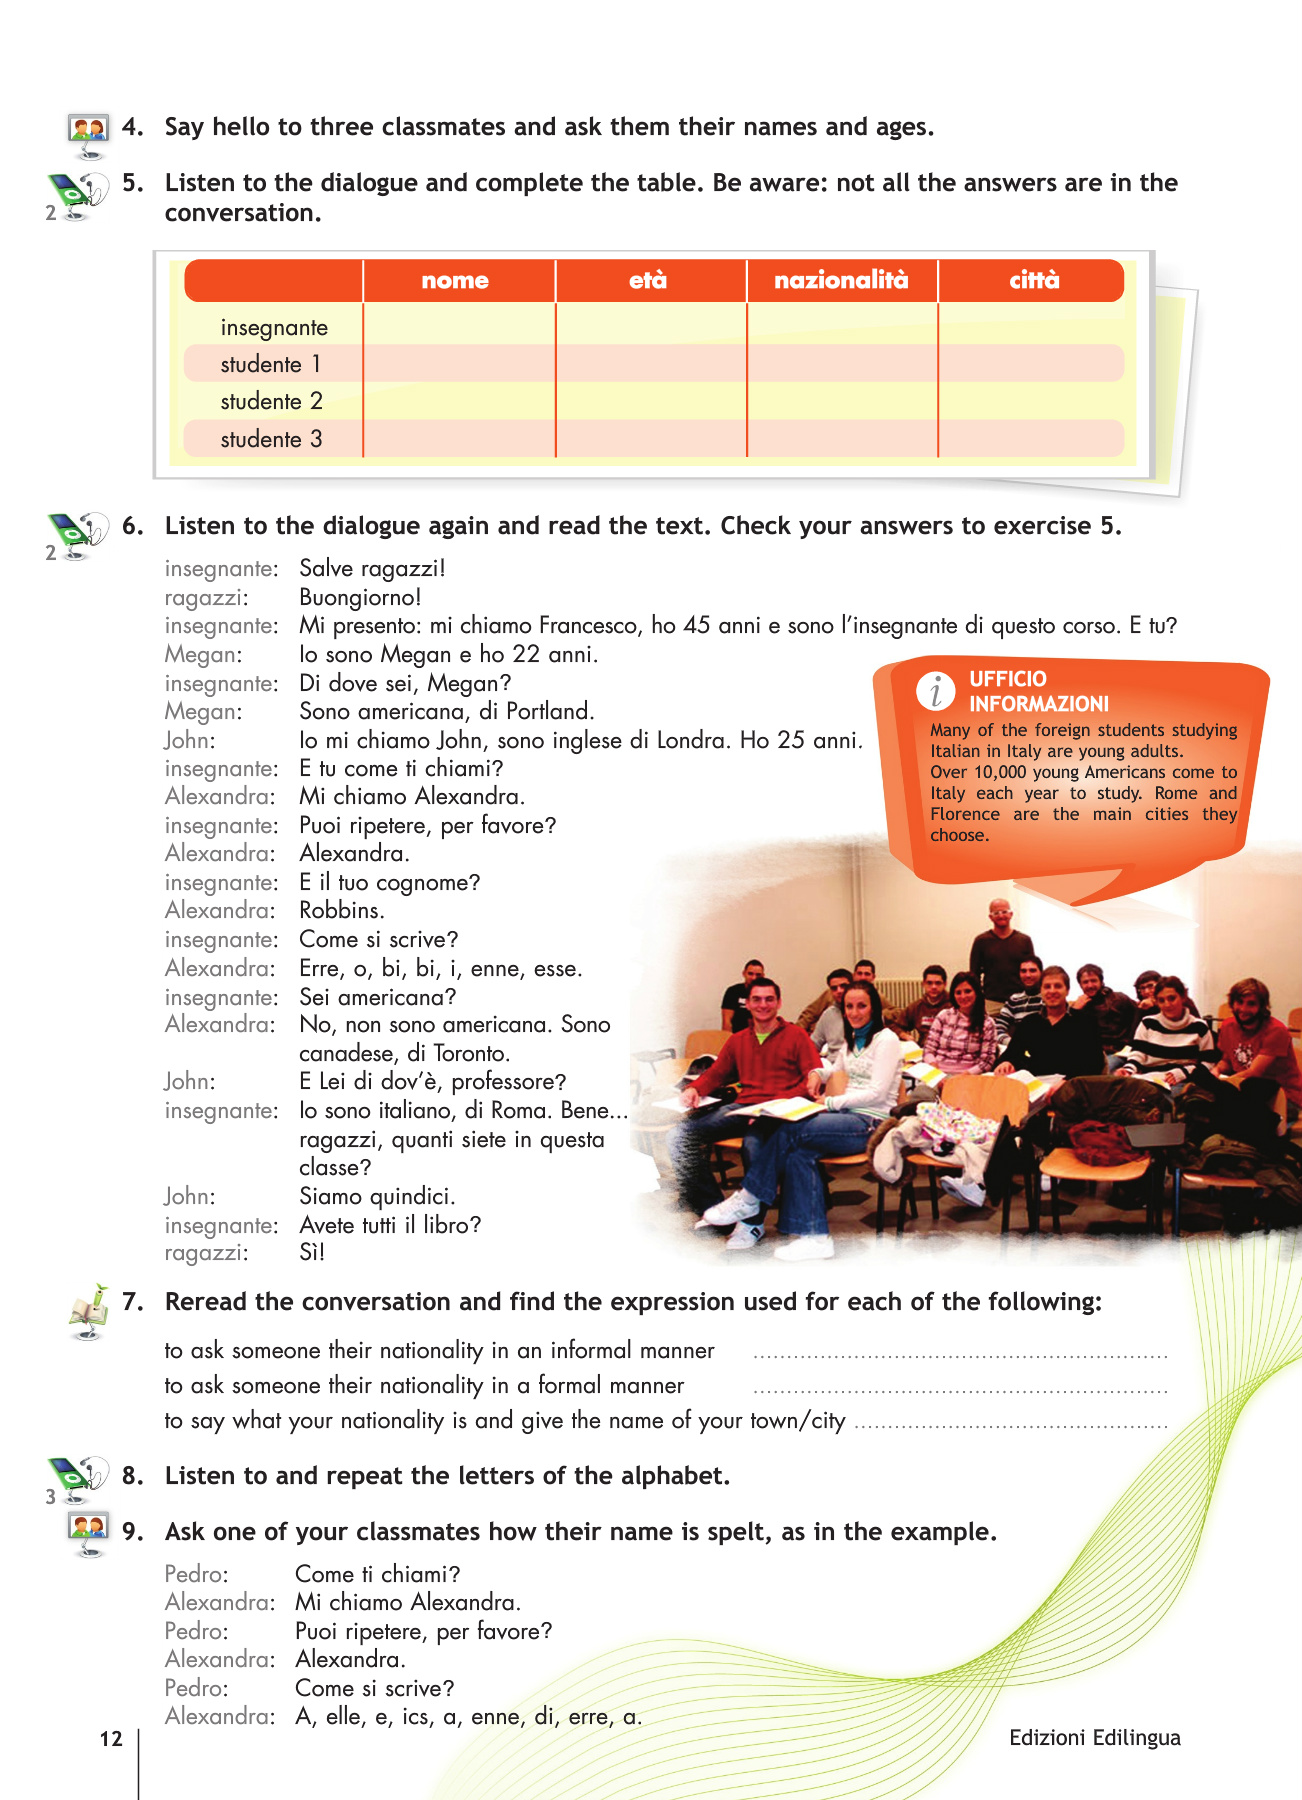 4. Say hello to three classmates and ask them their names and ages.
2
5. Listen to the dialogue and complete the table. Be aware: not all the answers are in the
conversation.
nome età nazionalità città
insegnante
studente 1
studente 2
studente 3
2
6. Listen to the dialogue again and read the text. Check your answers to exercise 5.
insegnante: Salve ragazzi!
ragazzi: Buongiorno!
insegnante: Mi presento: mi chiamo Francesco, ho 45 anni e sono l'insegnante di questo corso. E tu?
Megan: Io sono Megan e ho 22 anni.
insegnante: Di dove sei, Megan?
Megan: Sono americana, di Portland.
John: Io mi chiamo John, sono inglese di Londra. Ho 25 anni.
insegnante: E tu come ti chiami?
Alexandra: Mi chiamo Alexandra.
insegnante: Puoi ripetere, per favore?
Alexandra: Alexandra.
insegnante: E il tuo cognome?
Alexandra: Robbins.
insegnante: Come si scrive?
Alexandra: Erre, o, bi, bi, i, enne, esse.
insegnante: Sei americana?
Alexandra: No, non sono americana. Sono
canadese, di Toronto.
John: E Lei di dov'è, professore?
insegnante: Io sono italiano, di Roma. Bene...
ragazzi, quanti siete in questa
classe?
John: Siamo quindici.
insegnante: Avete tutti il libro?
ragazzi: Sì!
i
UFFICIO
INFORMAZIONI
Many of the foreign students studying
Italian in Italy are young adults.
Over 10,000 young Americans come to
Italy each year to study. Rome and
Florence are the main cities they
choose.
7. Reread the conversation and find the expression used for each of the following:
to ask someone their nationality in an informal manner ..............................................................
to ask someone their nationality in a formal manner ..............................................................
to say what your nationality is and give the name of your town/city ...............................................
3
8. Listen to and repeat the letters of the alphabet.
9. Ask one of your classmates how their name is spelt, as in the example.
Pedro: Come ti chiami?
Alexandra: Mi chiamo Alexandra.
Pedro: Puoi ripetere, per favore?
Alexandra: Alexandra.
Pedro: Come si scrive?
Alexandra: A, elle, e, ics, a, enne, di, erre, a.
12
Edizioni Edilingua